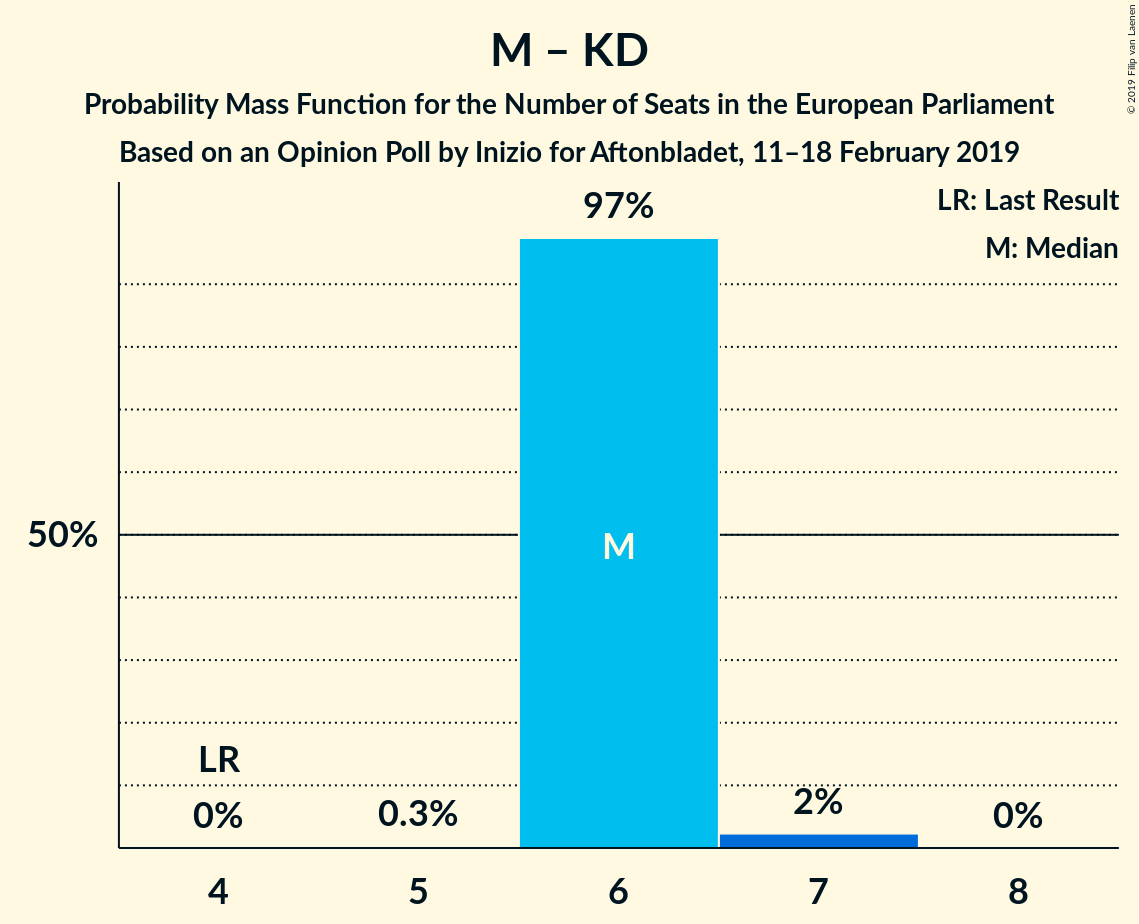 M – KD
Probability Mass Function for the Number of Seats in the European Parliament
Based on an Opinion Poll by Inizio for Aftonbladet, 11–18 February 2019
© 2019 Filip van Laenen
LR: Last Result
M: Median
97%
50%
M
LR
0%
0.3%
2%
0%
4 5 6 7 8